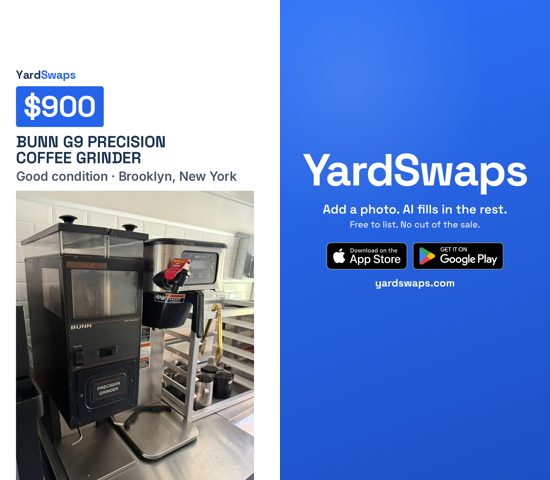 YardSwaps
$900
BUNN G9 PRECISION
COFFEE GRINDER
Good condition · Brooklyn, New York
BUNN
PRECISION
GRINDER
YardSwaps
Add a photo. AI fills in the rest.
Free to list. No cut of the sale.
Download on the
App Store
GET IT ON
Google Play
yardswaps.com